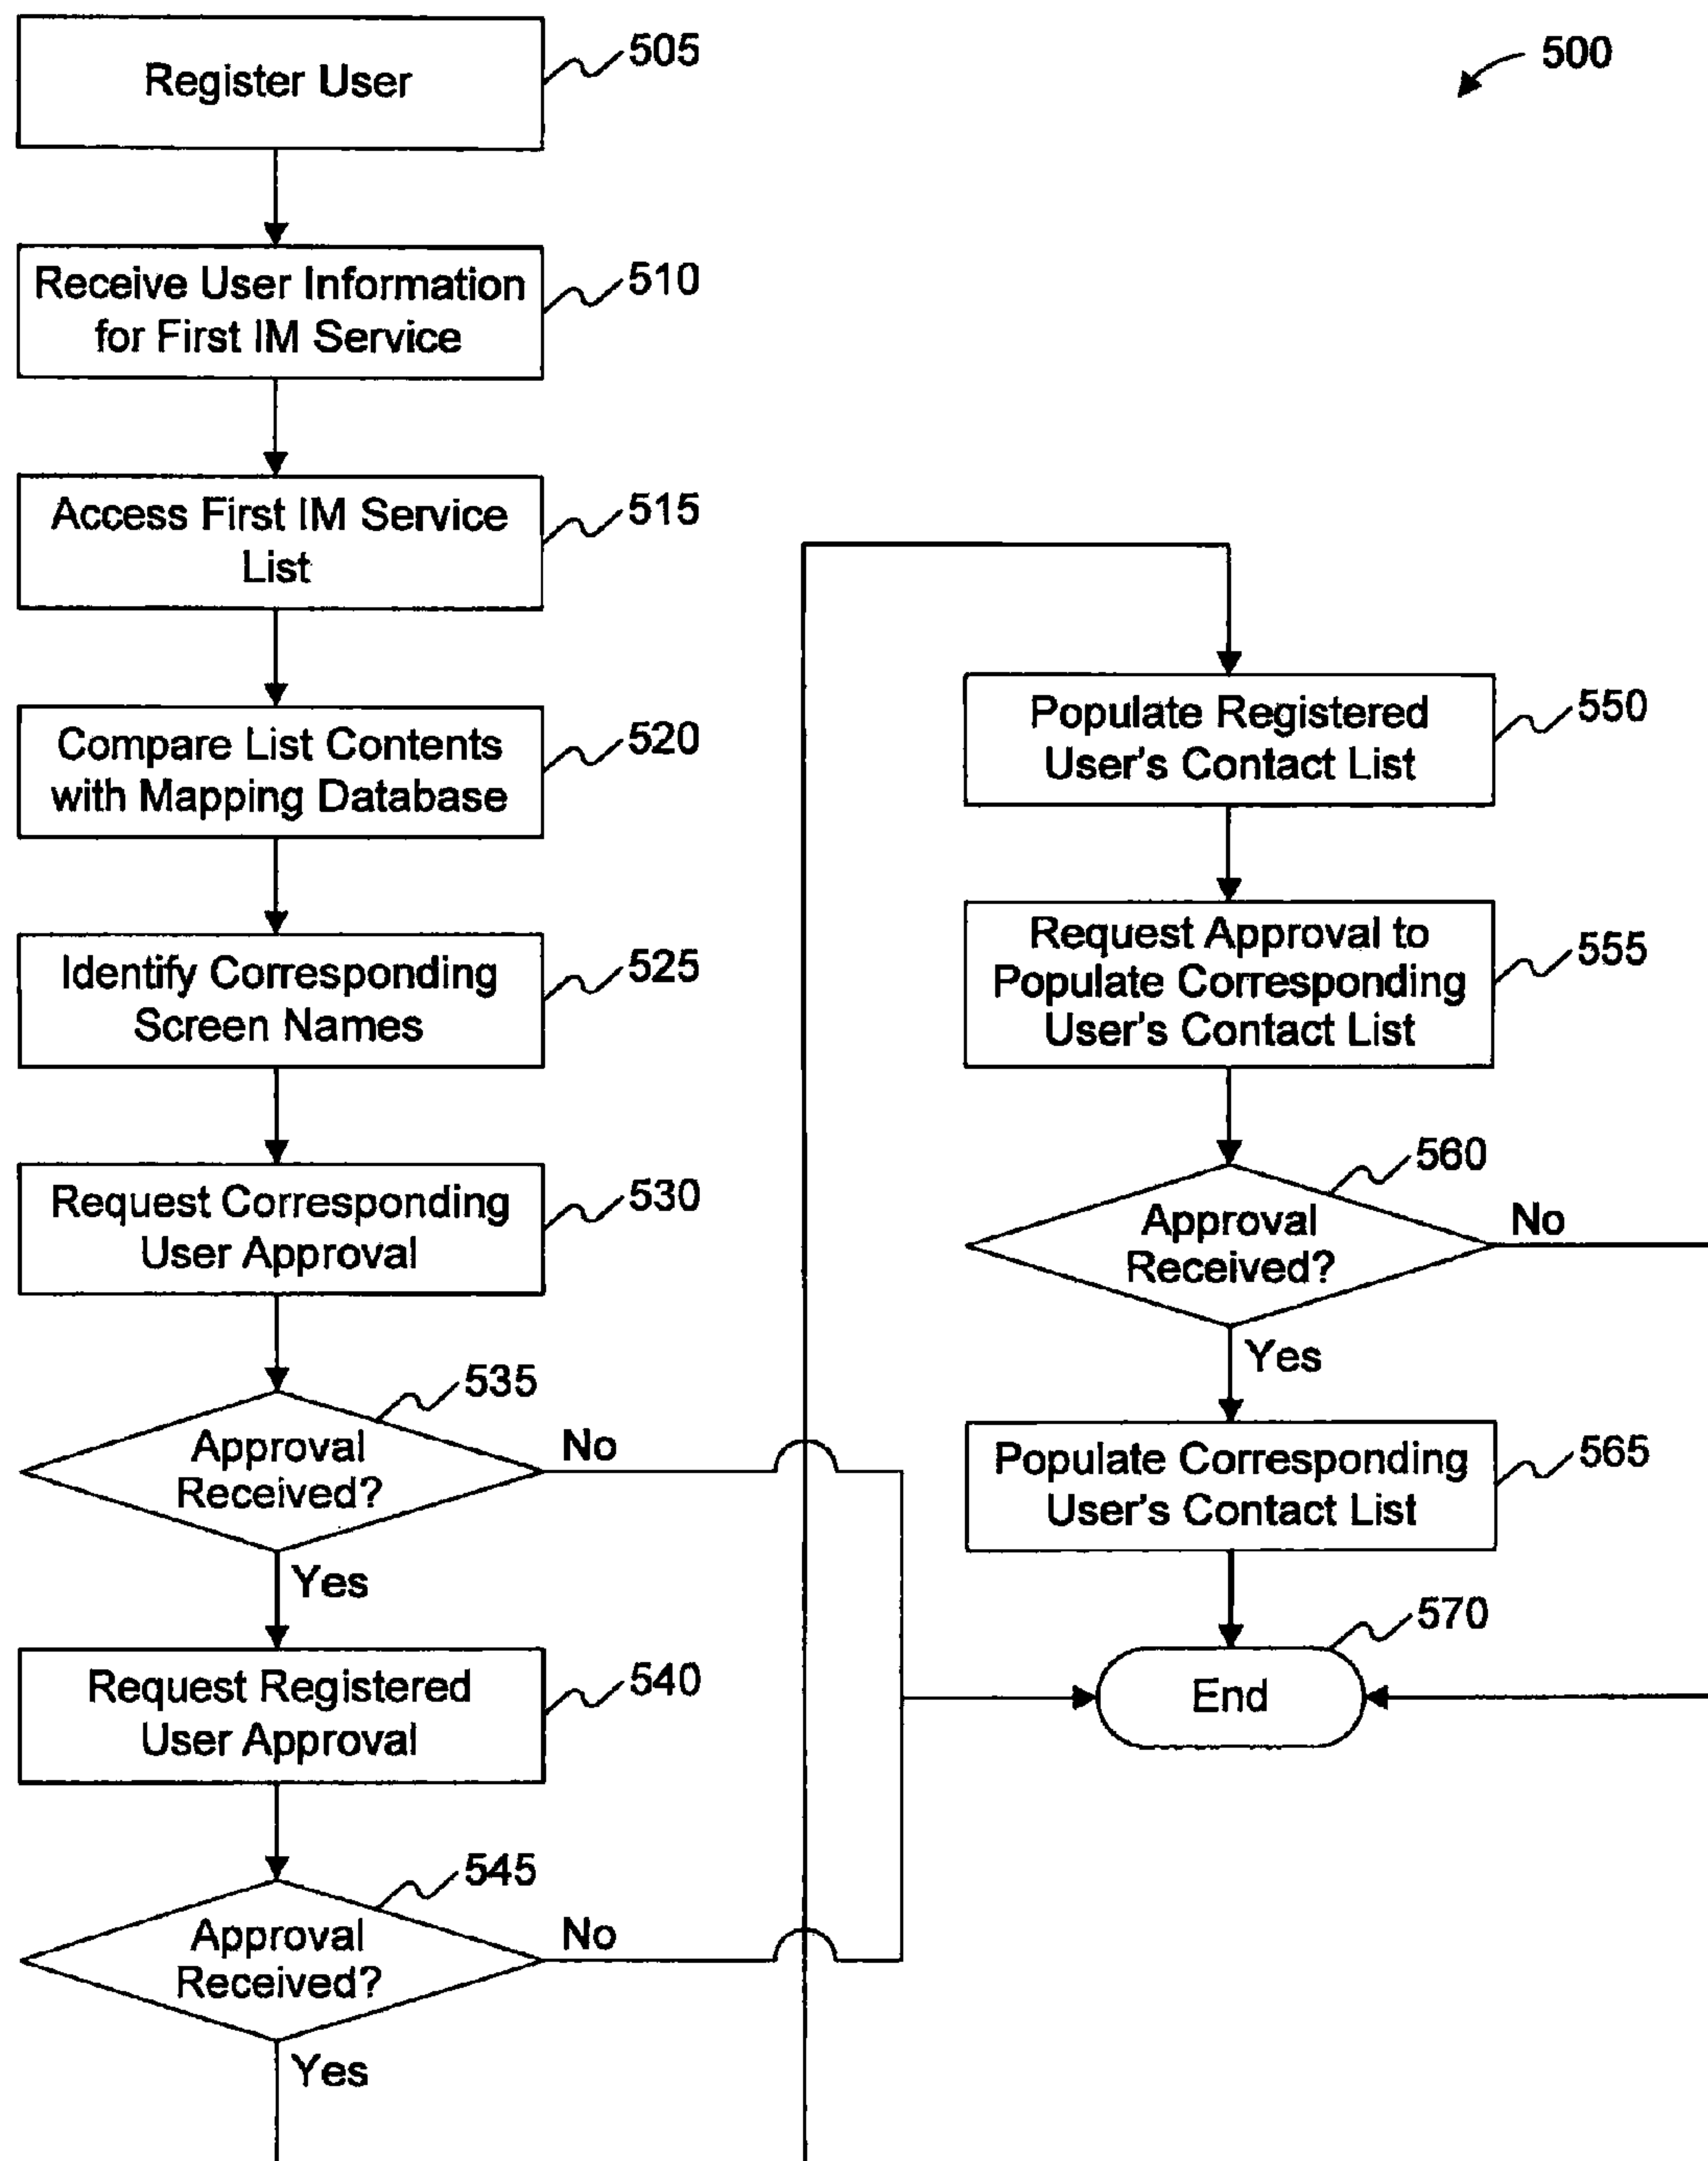 500
Register User
505
Receive User Information
for First IM Service
510
Access First IM Service
List
515
Compare List Contents
with Mapping Database
520
Identify Corresponding
Screen Names
525
Request Corresponding
User Approval
530
Approval
Received?
535
No
Yes
Request Registered
User Approval
540
Approval
Received?
545
No
Yes
Populate Registered
User's Contact List
550
Request Approval to
Populate Corresponding
User's Contact List
555
Approval
Received?
560
No
Yes
Populate Corresponding
User's Contact List
565
End
570